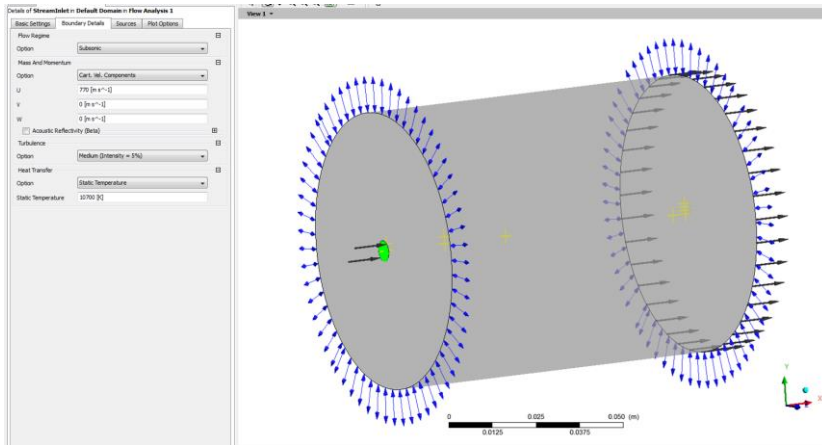 Details of StreamInlet in Default Domain in Flow Analysis 1
Basic Settings Boundary Details Sources Plot Options
Flow Regime
Option Subsonic
Mass And Momentum
Option Cart. Vel. Components
U 770 [m s^-1]
V 0 [m s^-1]
W 0 [m s^-1]
Acoustic Reflectivity (Beta)
Turbulence
Option Medium (Intensity = 5%)
Heat Transfer
Option Static Temperature
Static Temperature 10700 [K]
View 1
0 0.025 0.050 (m)
0.0125 0.0375
Y
X